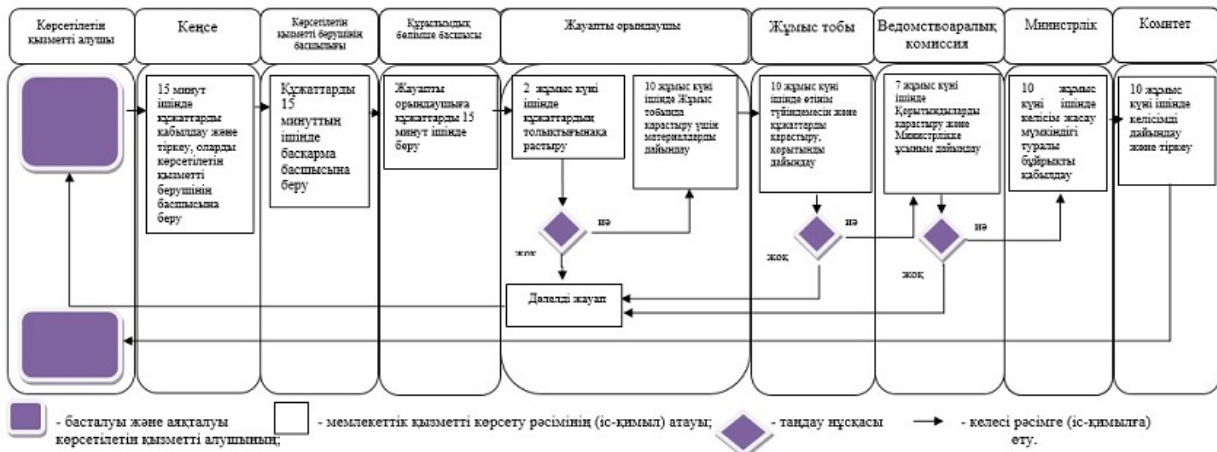 Көрсетілетін
қызметті алушы
Кеңсе
Көрсетілетін
қызметті берушінің
басшылығы
Құрылымдық
бөлімше басшысы
Жауапты орындаушы
Жұмыс тобы
Ведомствоаралық
комиссия
Министрлік
Комитет
15 минут
ішінде
құжаттарды
қабылдау және
тіркеу, оларды
көрсетілетін
қызметті
берушінің
басшысына
беру
Құжаттарды
15
минуттың
ішінде
басқарма
басшысына
беру
Жауапты
орындаушыға
құжаттарды 15
минут ішінде
беру
2 жұмыс күні
ішінде
құжаттардың
толықтығынақа
растыру
10 жұмыс күні
ішінде Жұмыс
тобында
қарастыру үшін
материалдарды
дайындау
10 жұмыс күні
ішінде өтінім
түйіндемесін және
құжаттарды
қарастыру,
қорытынды
дайындау
7 жұмыс күні
ішінде
Қорытындыларды
қарастыру және
Министрлікке
ұсыным дайындау
10 жұмыс
күні ішінде
келісім жасау
мүмкіндігі
туралы
бұйрықты
қабылдау
10 жұмыс
күні ішінде
келісімді
дайындау
және тіркеу
иә
жоқ
иә
жоқ
иә
жоқ
Дәлелді жауап
- басталуы және аяқталуы
көрсетілетін қызметті алушының;
- мемлекеттік қызметті көрсету рәсімінің (іс-қимыл) атауы;
- таңдау нұсқасы
- келесі рәсімге (іс-қимылға)
өту.